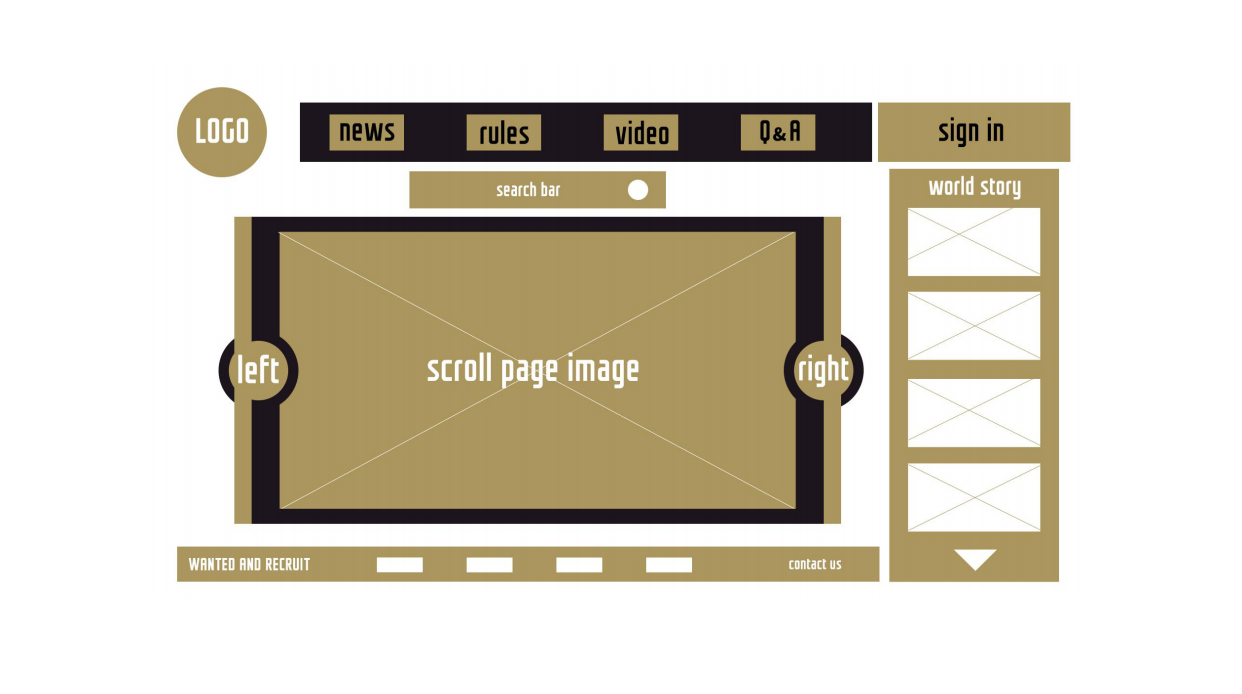 LOGO
news
rules
video
Q&A
sign in
search bar
world story
left
scroll page image
right
WANTED AND RECRUIT
contact us